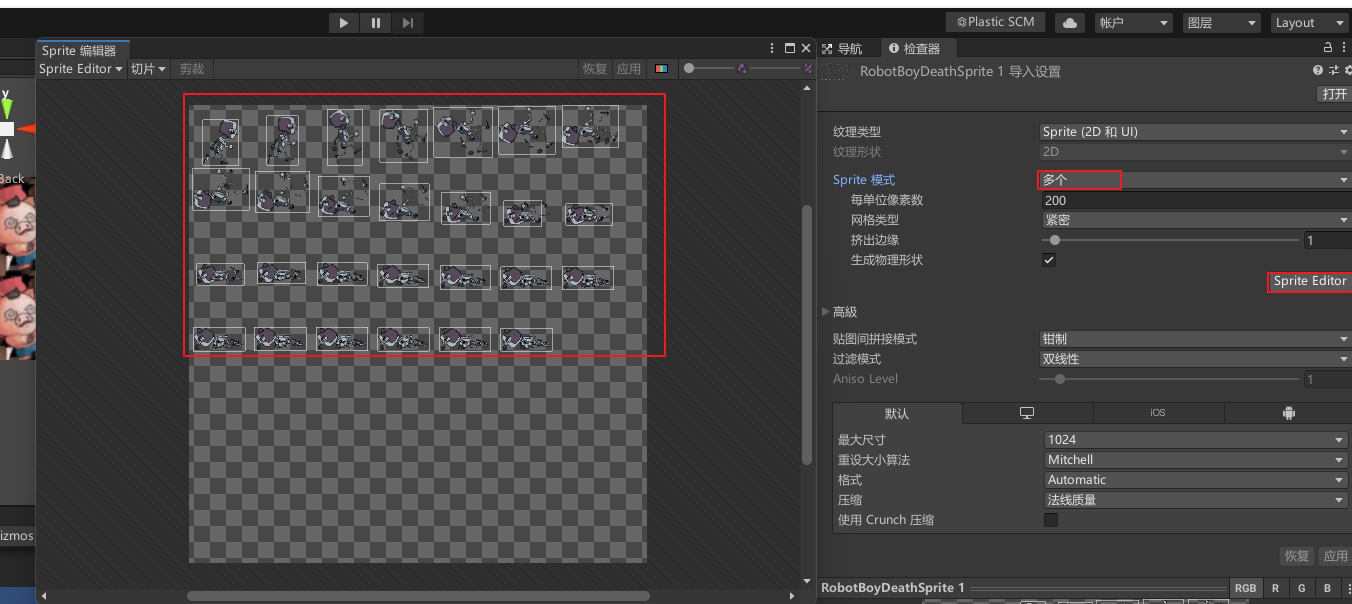 Plastic SCM
帐户
图层
Layout
Sprite 编辑器
导航
检查器
Sprite Editor
切片
剪裁
恢复
应用
RobotBoyDeathSprite 1 导入设置
打开
y
Back
纹理类型
Sprite (2D 和 UI)
纹理形状
2D
Sprite 模式
多个
每单位像素数
200
网格类型
紧密
挤出边缘
1
生成物理形状
Sprite Editor
高級
贴图间拼接模式
钳制
过滤模式
双线性
Aniso Level
1
默认
iOS
最大尺寸
1024
重设大小算法
Mitchell
格式
Automatic
压缩
法线质量
使用 Crunch 压缩
izmos
恢复
应用
RobotBoyDeathSprite 1
RGB
R
G
B